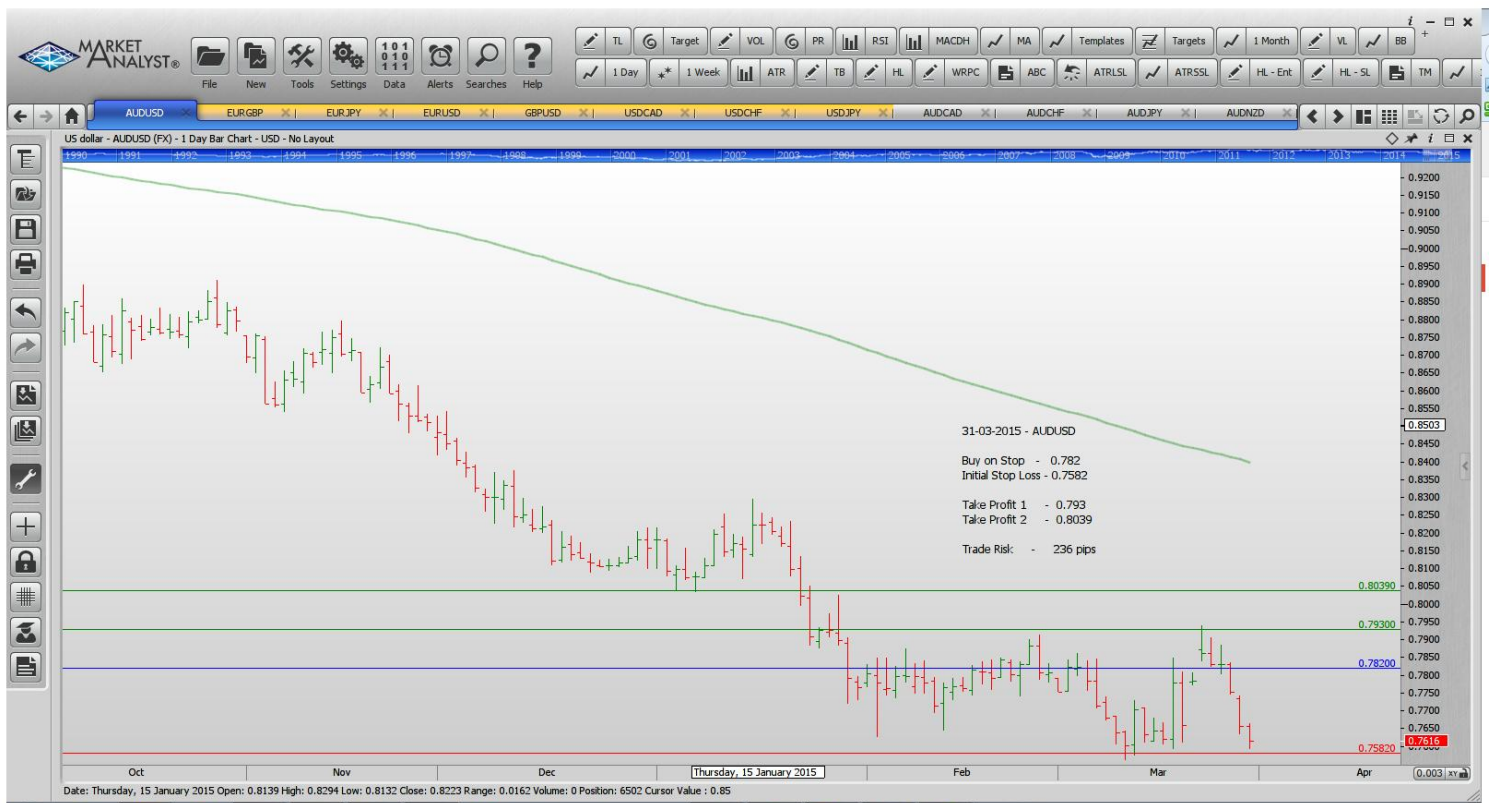 MARKET ANALYST®
File New Tools Settings Data Alerts Searches Help
TL Target VOL PR RSI MACDH MA Templates Targets 1 Month VL BB
1 Day 1 Week ATR TB HL WRPC ABC ATRLSL ATRSSL HL - Ent HL - SL TM
AUDUSD EURGBP EURJPY EURUSD GBPUSD USDCAD USDCHF USDJPY AUDCAD AUDCHF AUDJPY AUDNZD
US dollar - AUDUSD (FX) - 1 Day Bar Chart - USD - No Layout
1990 1991 1992 1993 1994 1995 1996 1997 1998 1999 2000 2001 2002 2003 2004 2005 2006 2007 2008 2009 2010 2011 2012 2013 2014 2015
0.9200
0.9150
0.9100
0.9050
0.9000
0.8950
0.8900
0.8850
0.8800
0.8750
0.8700
0.8650
0.8600
0.8550
0.8503
0.8450
0.8400
0.8350
0.8300
0.8250
0.8200
0.8150
0.8100
0.8050
0.8000
0.7950
0.7900
0.7850
0.7800
0.7750
0.7700
0.7650
0.7616
31-03-2015 - AUDUSD
Buy on Stop - 0.782
Initial Stop Loss - 0.7582
Take Profit 1 - 0.793
Take Profit 2 - 0.8039
Trade Risk - 236 pips
0.80390
0.79300
0.78200
0.75820
Oct Nov Dec Thursday, 15 January 2015 Feb Mar Apr
0.003 XY
Date: Thursday, 15 January 2015 Open: 0.8139 High: 0.8294 Low: 0.8132 Close: 0.8223 Range: 0.0162 Volume: 0 Position: 6502 Cursor Value : 0.85